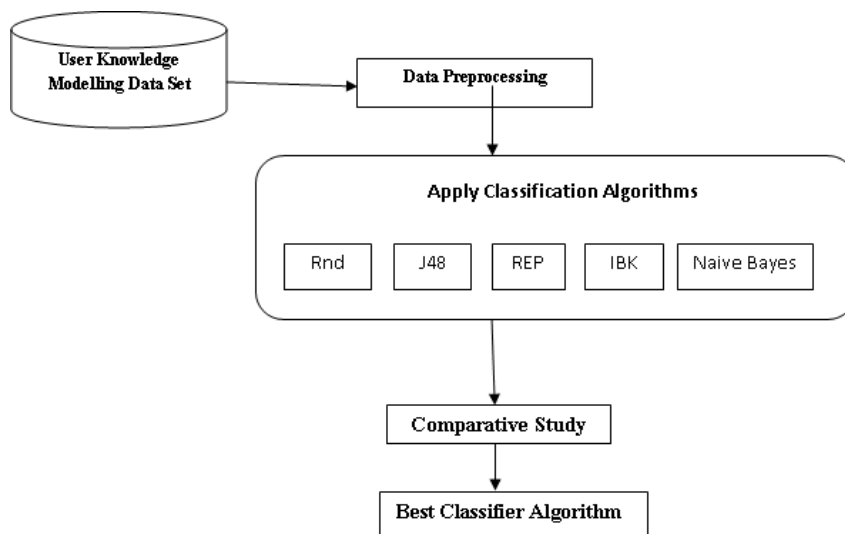 User Knowledge
Modelling Data Set
Data Preprocessing
Apply Classification Algorithms
Rnd
J48
REP
IBK
Naive Bayes
Comparative Study
Best Classifier Algorithm